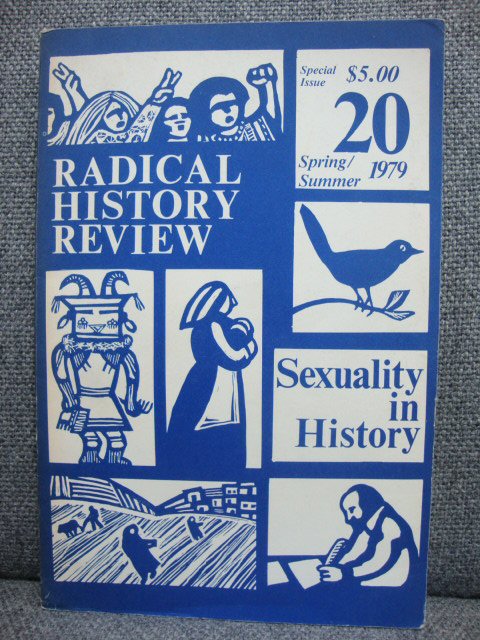 RADICAL
HISTORY
REVIEW
Special
Issue
$5.00
20
Spring/
Summer
1979
Sexuality
in
History